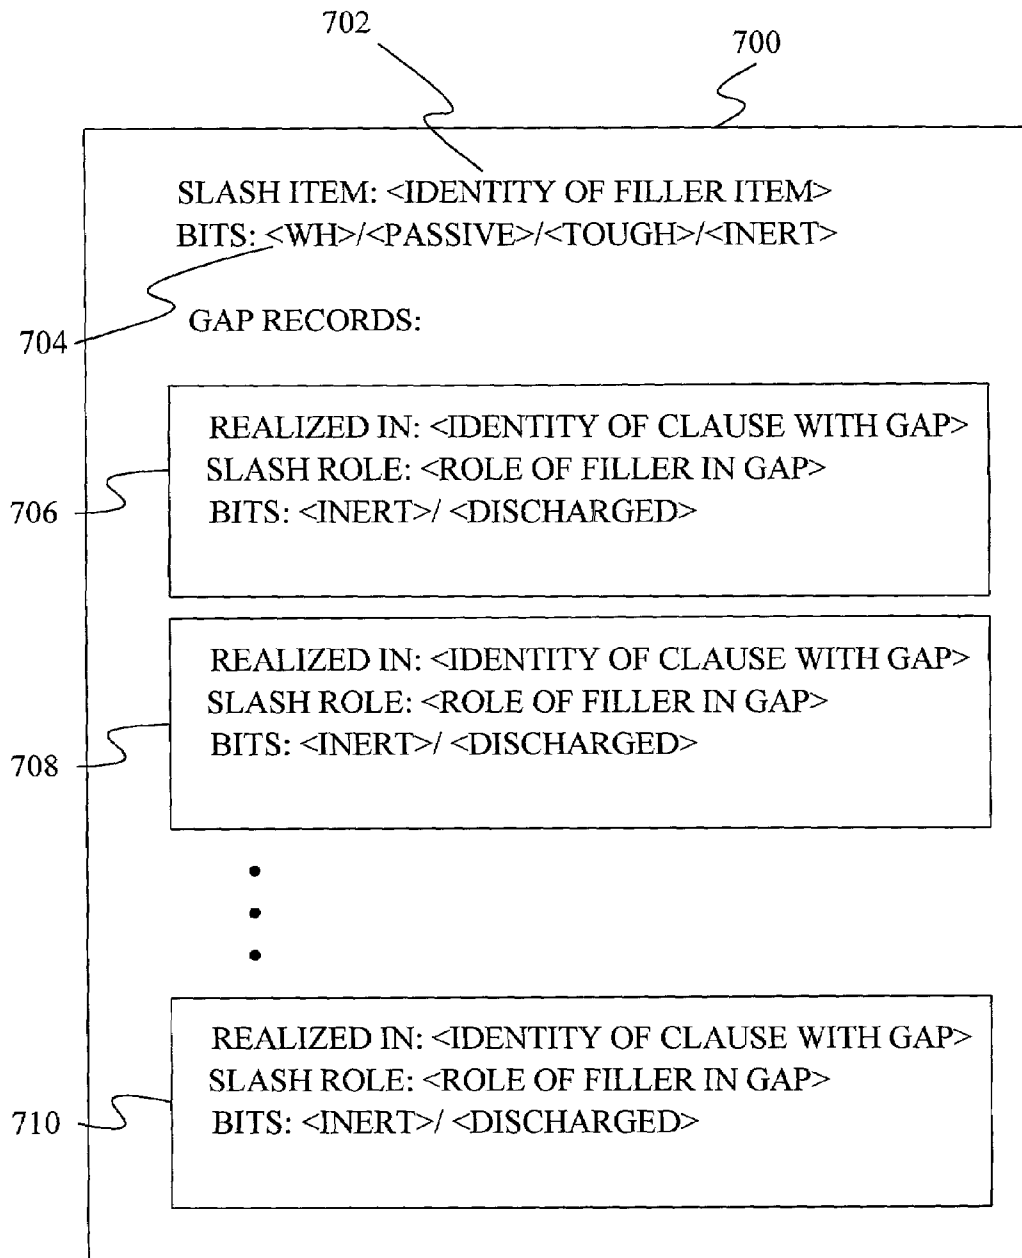 702
700
SLASH ITEM: <IDENTITY OF FILLER ITEM>
BITS: <WH>/<PASSIVE>/<TOUGH>/<INERT>
704
GAP RECORDS:
REALIZED IN: <IDENTITY OF CLAUSE WITH GAP>
SLASH ROLE: <ROLE OF FILLER IN GAP>
706
BITS: <INERT>/ <DISCHARGED>
REALIZED IN: <IDENTITY OF CLAUSE WITH GAP>
SLASH ROLE: <ROLE OF FILLER IN GAP>
BITS: <INERT>/ <DISCHARGED>
708
REALIZED IN: <IDENTITY OF CLAUSE WITH GAP>
SLASH ROLE: <ROLE OF FILLER IN GAP>
BITS: <INERT>/ <DISCHARGED>
710